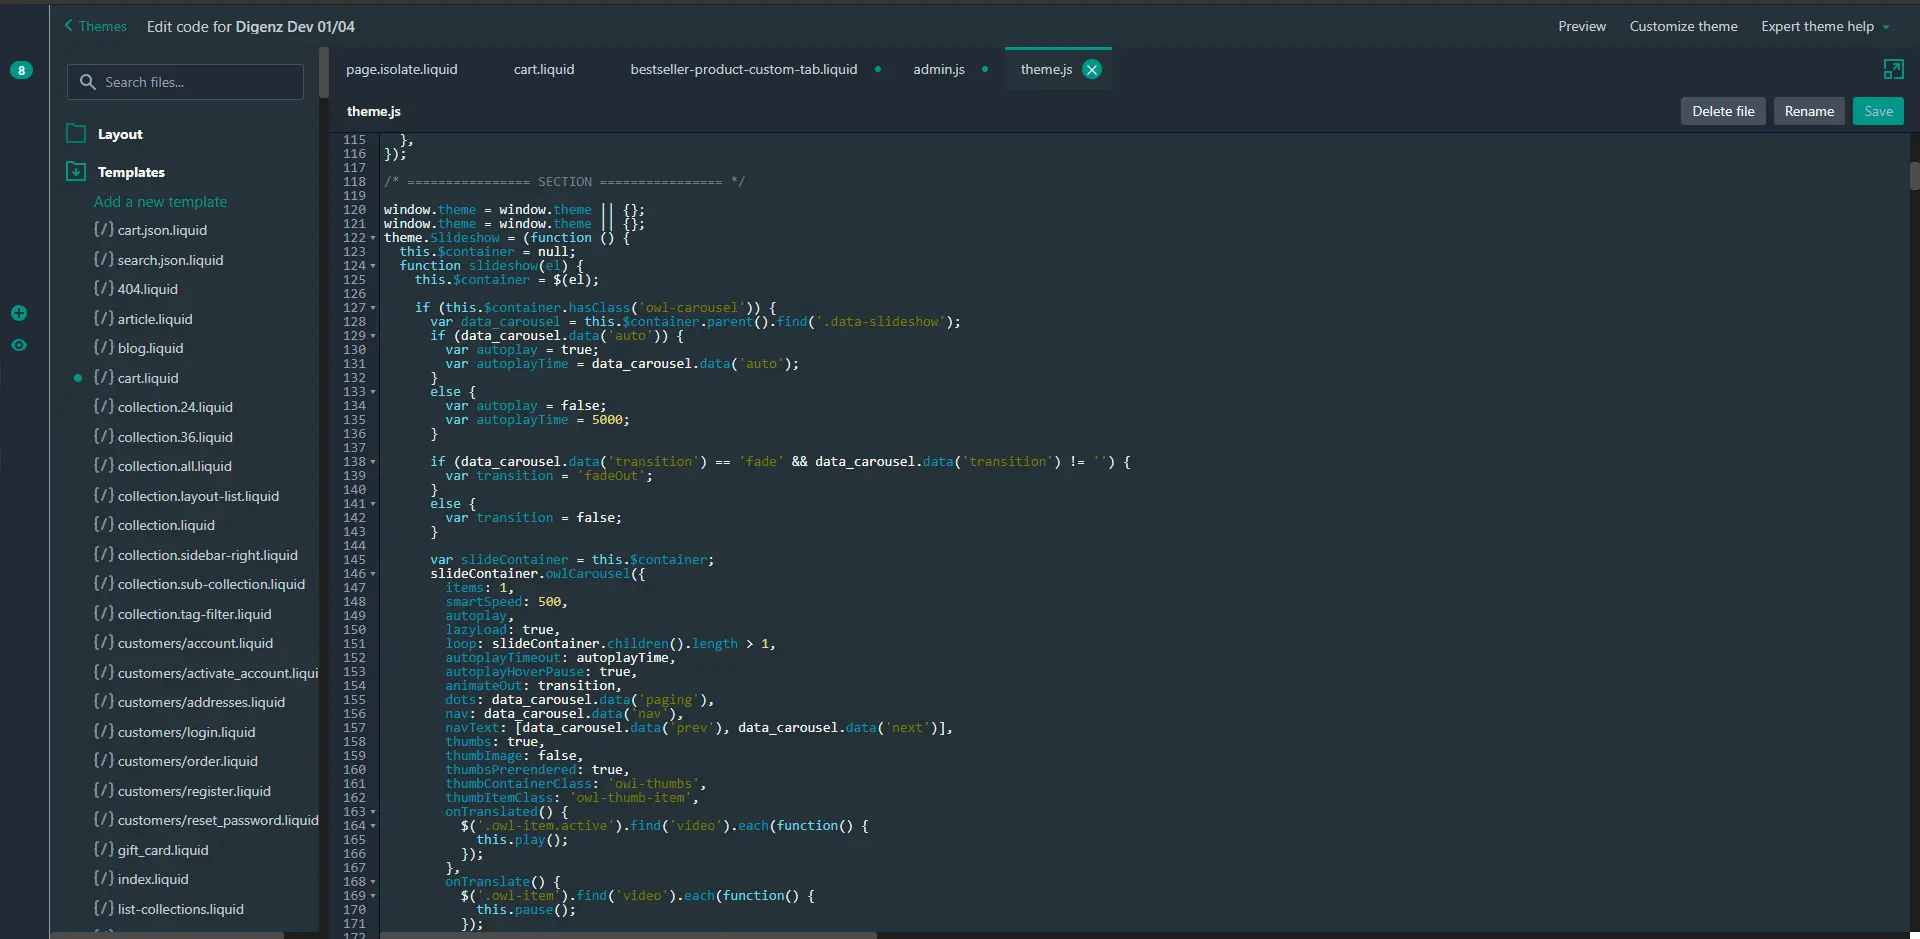 Themes
Edit code for Digenz Dev 01/04
Preview
Customize theme
Expert theme help
8
Search files...
Layout
Templates
Add a new template
{/} cart.json.liquid
{/} search.json.liquid
{/} 404.liquid
{/} article.liquid
{/} blog.liquid
{/} cart.liquid
{/} collection.24.liquid
{/} collection.36.liquid
{/} collection.all.liquid
{/} collection.layout-list.liquid
{/} collection.liquid
{/} collection.sidebar-right.liquid
{/} collection.sub-collection.liquid
{/} collection.tag-filter.liquid
{/} customers/account.liquid
{/} customers/activate_account.liqui
{/} customers/addresses.liquid
{/} customers/login.liquid
{/} customers/order.liquid
{/} customers/register.liquid
{/} customers/reset_password.liquid
{/} gift_card.liquid
{/} index.liquid
{/} list-collections.liquid
page.isolate.liquid
cart.liquid
bestseller-product-custom-tab.liquid
admin.js
theme.js
theme.js
Delete file
Rename
Save
115 },
116 });
117
118 /* ================ SECTION ================ */
119
120 window.theme = window.theme || {};
121 window.theme = window.theme || {};
122 theme.Slideshow = (function () {
123 this.$container = null;
124 function slideshow(el) {
125 this.$container = $(el);
126
127 if (this.$container.hasClass('owl-carousel')) {
128 var data_carousel = this.$container.parent().find('.data-slideshow');
129 if (data_carousel.data('auto')) {
130 var autoplay = true;
131 var autoplayTime = data_carousel.data('auto');
132 }
133 else {
134 var autoplay = false;
135 var autoplayTime = 5000;
136 }
137
138 if (data_carousel.data('transition') == 'fade' && data_carousel.data('transition') != '') {
139 var transition = 'fadeOut';
140 }
141 else {
142 var transition = false;
143 }
144
145 var slideContainer = this.$container;
146 slideContainer.owlCarousel({
147 items: 1,
148 smartSpeed: 500,
149 autoplay,
150 lazyLoad: true,
151 loop: slideContainer.children().length > 1,
152 autoplayTimeout: autoplayTime,
153 autoplayHoverPause: true,
154 animateOut: transition,
155 dots: data_carousel.data('paging'),
156 nav: data_carousel.data('nav'),
157 navText: [data_carousel.data('prev'), data_carousel.data('next')],
158 thumbs: true,
159 thumbImage: false,
160 thumbsPrerendered: true,
161 thumbContainerClass: 'owl-thumbs',
162 thumbItemClass: 'owl-thumb-item',
163 onTranslated() {
164 $('.owl-item.active').find('video').each(function() {
165 this.play();
166 });
167 },
168 onTranslate() {
169 $('.owl-item').find('video').each(function() {
170 this.pause();
171 });
172